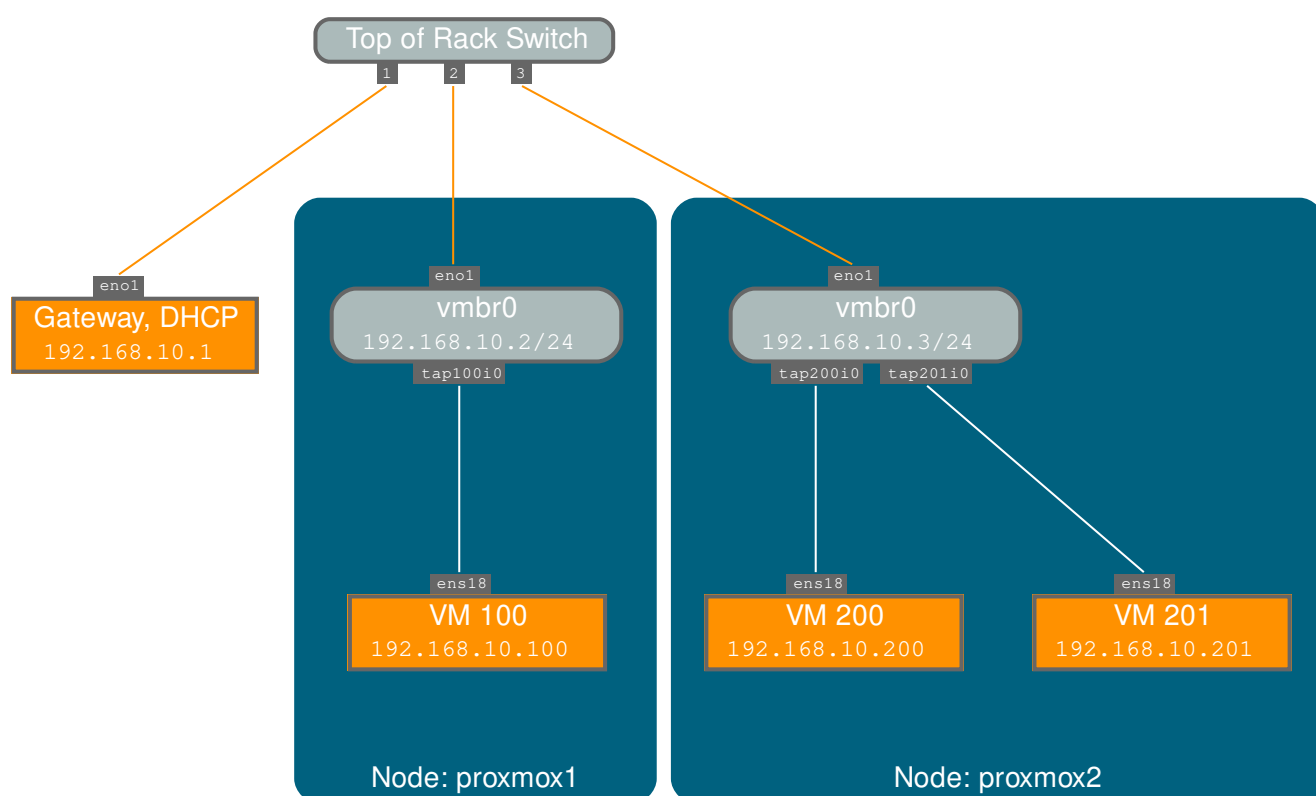 Top of Rack Switch
1 2 3
eno1
Gateway, DHCP
192.168.10.1
eno1
vmbr0
192.168.10.2/24
tap100i0
ens18
VM 100
192.168.10.100
Node: proxmox1
eno1
vmbr0
192.168.10.3/24
tap200i0 tap201i0
ens18
VM 200
192.168.10.200
ens18
VM 201
192.168.10.201
Node: proxmox2